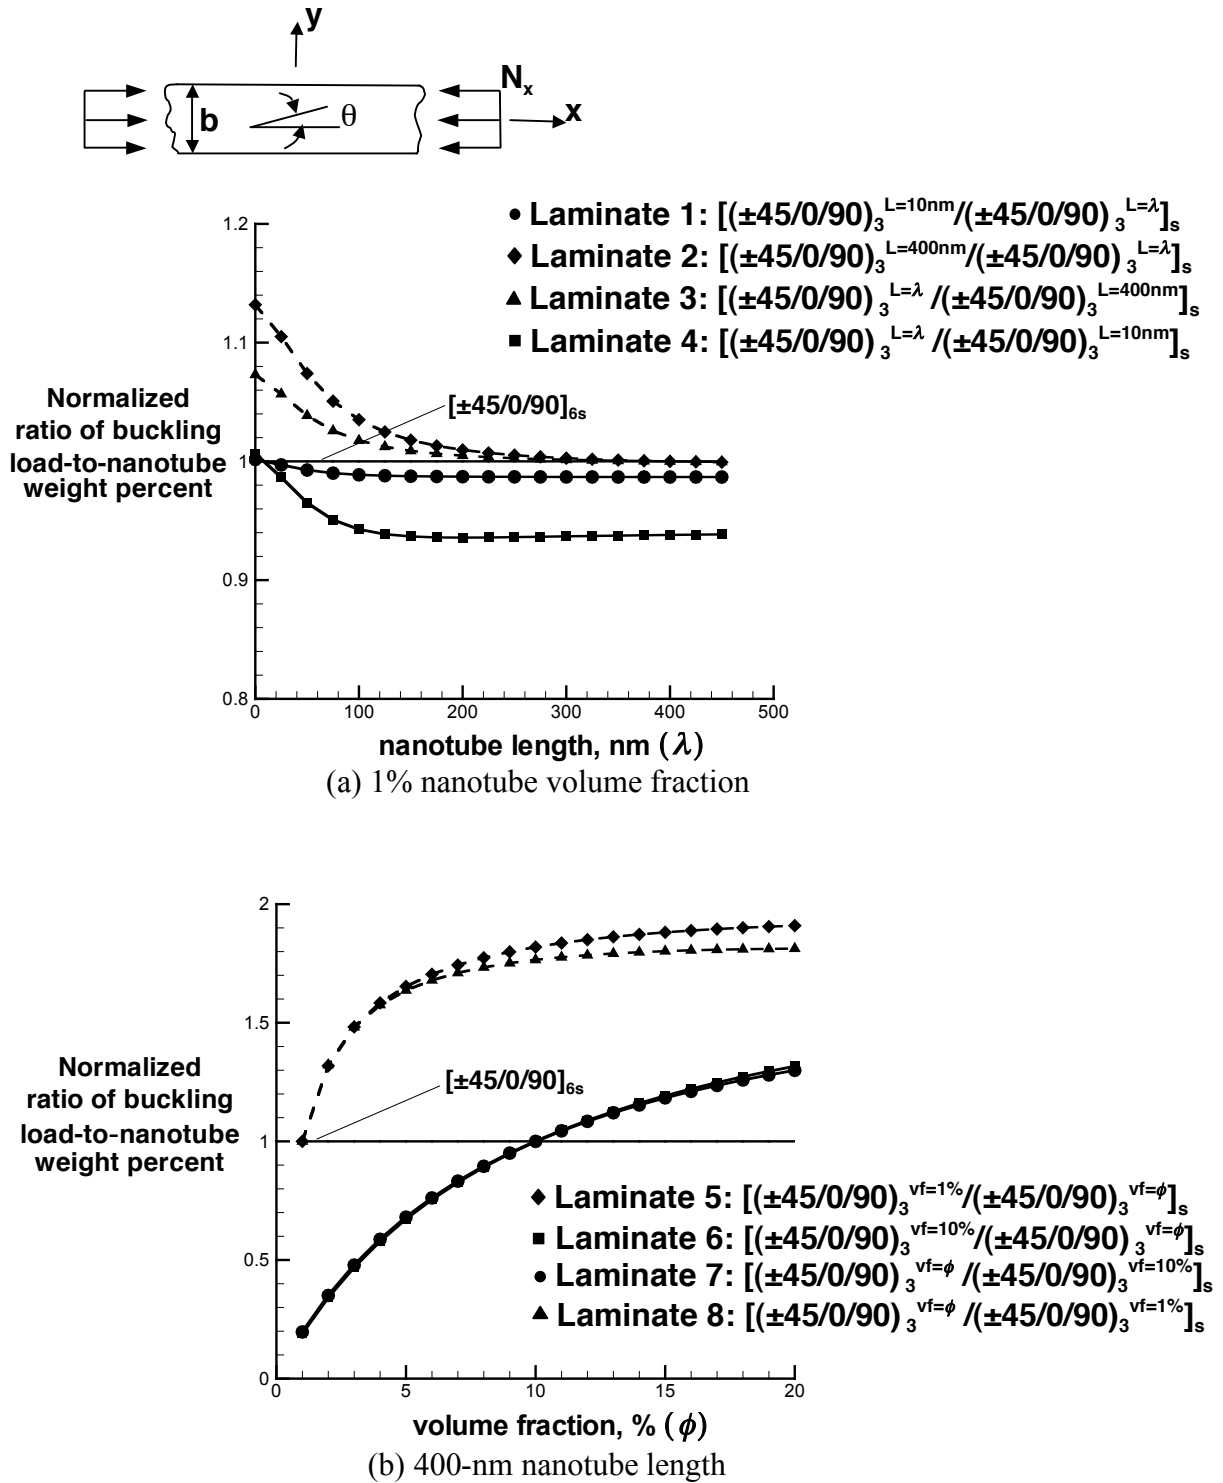 y
N_x
b
θ
x
● Laminate 1: [(±45/0/90)_3^{L=10nm}/(±45/0/90)_3^{L=λ}]_s
◆ Laminate 2: [(±45/0/90)_3^{L=400nm}/(±45/0/90)_3^{L=λ}]_s
▲ Laminate 3: [(±45/0/90)_3^{L=λ}/(±45/0/90)_3^{L=400nm}]_s
■ Laminate 4: [(±45/0/90)_3^{L=λ}/(±45/0/90)_3^{L=10nm}]_s
1.2
1.1
1
0.9
0.8
Normalized
ratio of buckling
load-to-nanotube
weight percent
[±45/0/90]_{6s}
0 100 200 300 400 500
nanotube length, nm (λ)
(a) 1% nanotube volume fraction
2
1.5
1
0.5
0
Normalized
ratio of buckling
load-to-nanotube
weight percent
[±45/0/90]_{6s}
◆ Laminate 5: [(±45/0/90)_3^{vf=1%}/(±45/0/90)_3^{vf=ϕ}]_s
■ Laminate 6: [(±45/0/90)_3^{vf=10%}/(±45/0/90)_3^{vf=ϕ}]_s
● Laminate 7: [(±45/0/90)_3^{vf=ϕ}/(±45/0/90)_3^{vf=10%}]_s
▲ Laminate 8: [(±45/0/90)_3^{vf=ϕ}/(±45/0/90)_3^{vf=1%}]_s
0 5 10 15 20
volume fraction, % (ϕ)
(b) 400-nm nanotube length